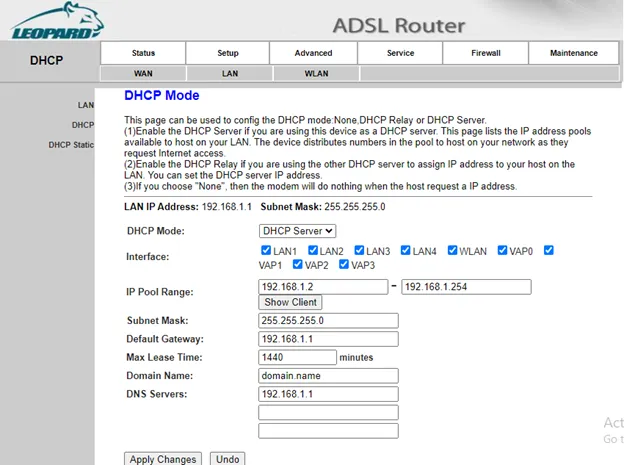 LEOPARD
ADSL Router
DHCP
Status Setup Advanced Service Firewall Maintenance
WAN LAN WLAN
LAN
DHCP
DHCP Static
DHCP Mode
This page can be used to config the DHCP mode:None,DHCP Relay or DHCP Server.
(1)Enable the DHCP Server if you are using this device as a DHCP server. This page lists the IP address pools
available to host on your LAN. The device distributes numbers in the pool to host on your network as they
request Internet access.
(2)Enable the DHCP Relay if you are using the other DHCP server to assign IP address to your host on the
LAN. You can set the DHCP server IP address.
(3)If you choose "None", then the modem will do nothing when the host request a IP address.
LAN IP Address: 192.168.1.1 Subnet Mask: 255.255.255.0
DHCP Mode: DHCP Server
Interface: LAN1 LAN2 LAN3 LAN4 WLAN VAP0
VAP1 VAP2 VAP3
IP Pool Range: 192.168.1.2 - 192.168.1.254
Show Client
Subnet Mask: 255.255.255.0
Default Gateway: 192.168.1.1
Max Lease Time: 1440 minutes
Domain Name: domain.name
DNS Servers: 192.168.1.1
Apply Changes Undo